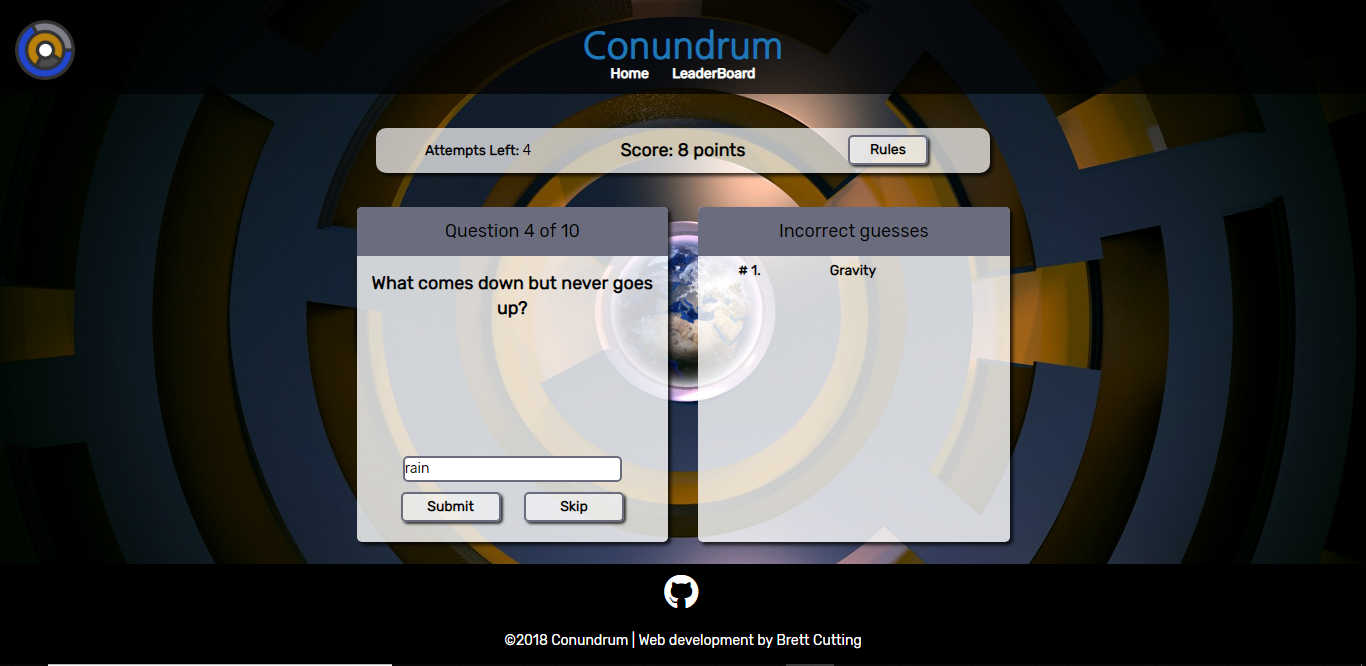 Conundrum
Home LeaderBoard
Attempts Left: 4 Score: 8 points Rules
Question 4 of 10
What comes down but never goes
up?
rain
Submit Skip
Incorrect guesses
# 1. Gravity
©2018 Conundrum | Web development by Brett Cutting